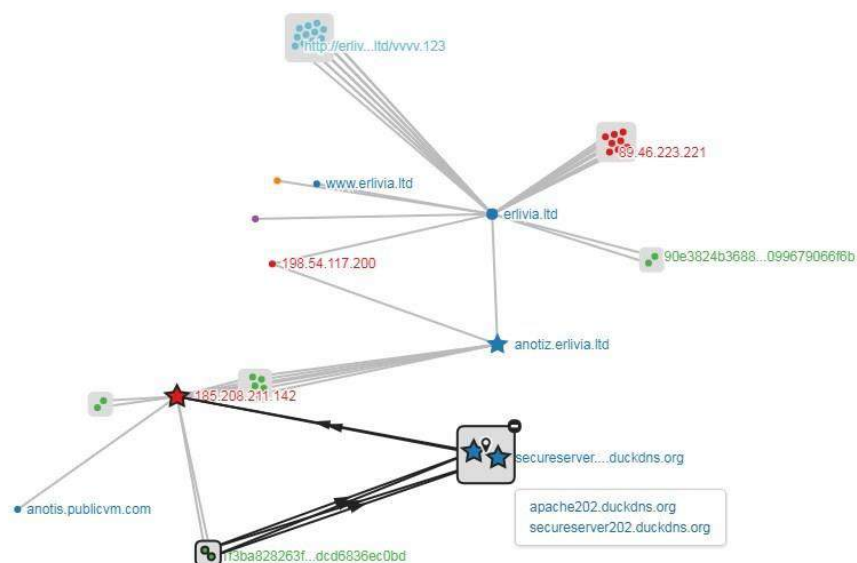 http://erliv...ltd/vvvv.123
89.46.223.221
www.erlivia.ltd
erlivia.ltd
198.54.117.200
90e3824b3688...099679066f6b
anotiz.erlivia.ltd
185.208.211.142
secureserver....duckdns.org
apache202.duckdns.org
secureserver202.duckdns.org
anotis.publicvm.com
f3ba828263f...dcd6836ec0bd